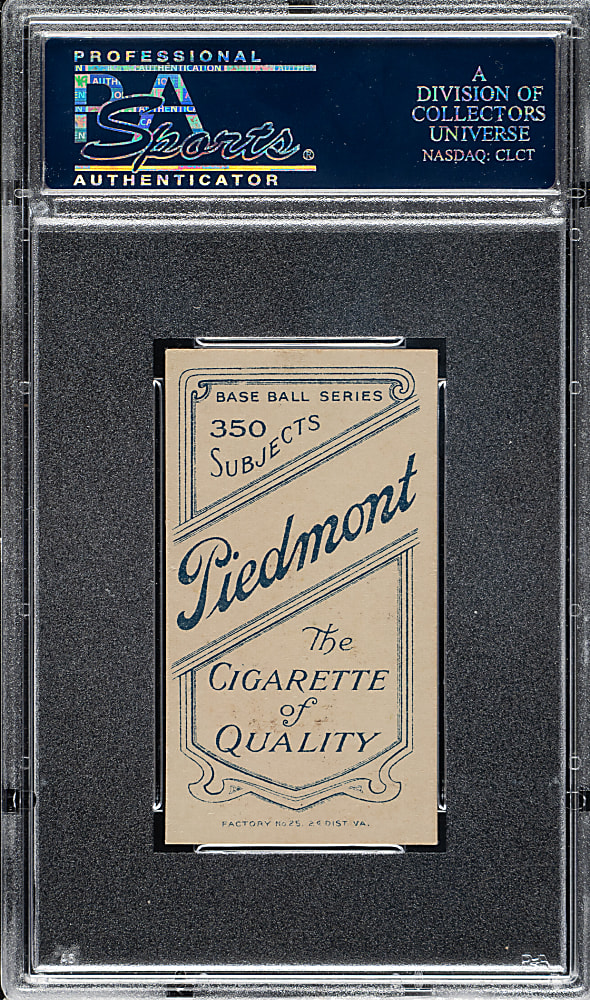 PROFESSIONAL
PSA
Sports®
AUTHENTICATOR
A
DIVISION OF
COLLECTORS
UNIVERSE
NASDAQ: CLCT
BASE BALL SERIES
350
SUBJECTS
Piedmont
The
CIGARETTE
of
QUALITY
FACTORY No 25. 2d DIST. VA.